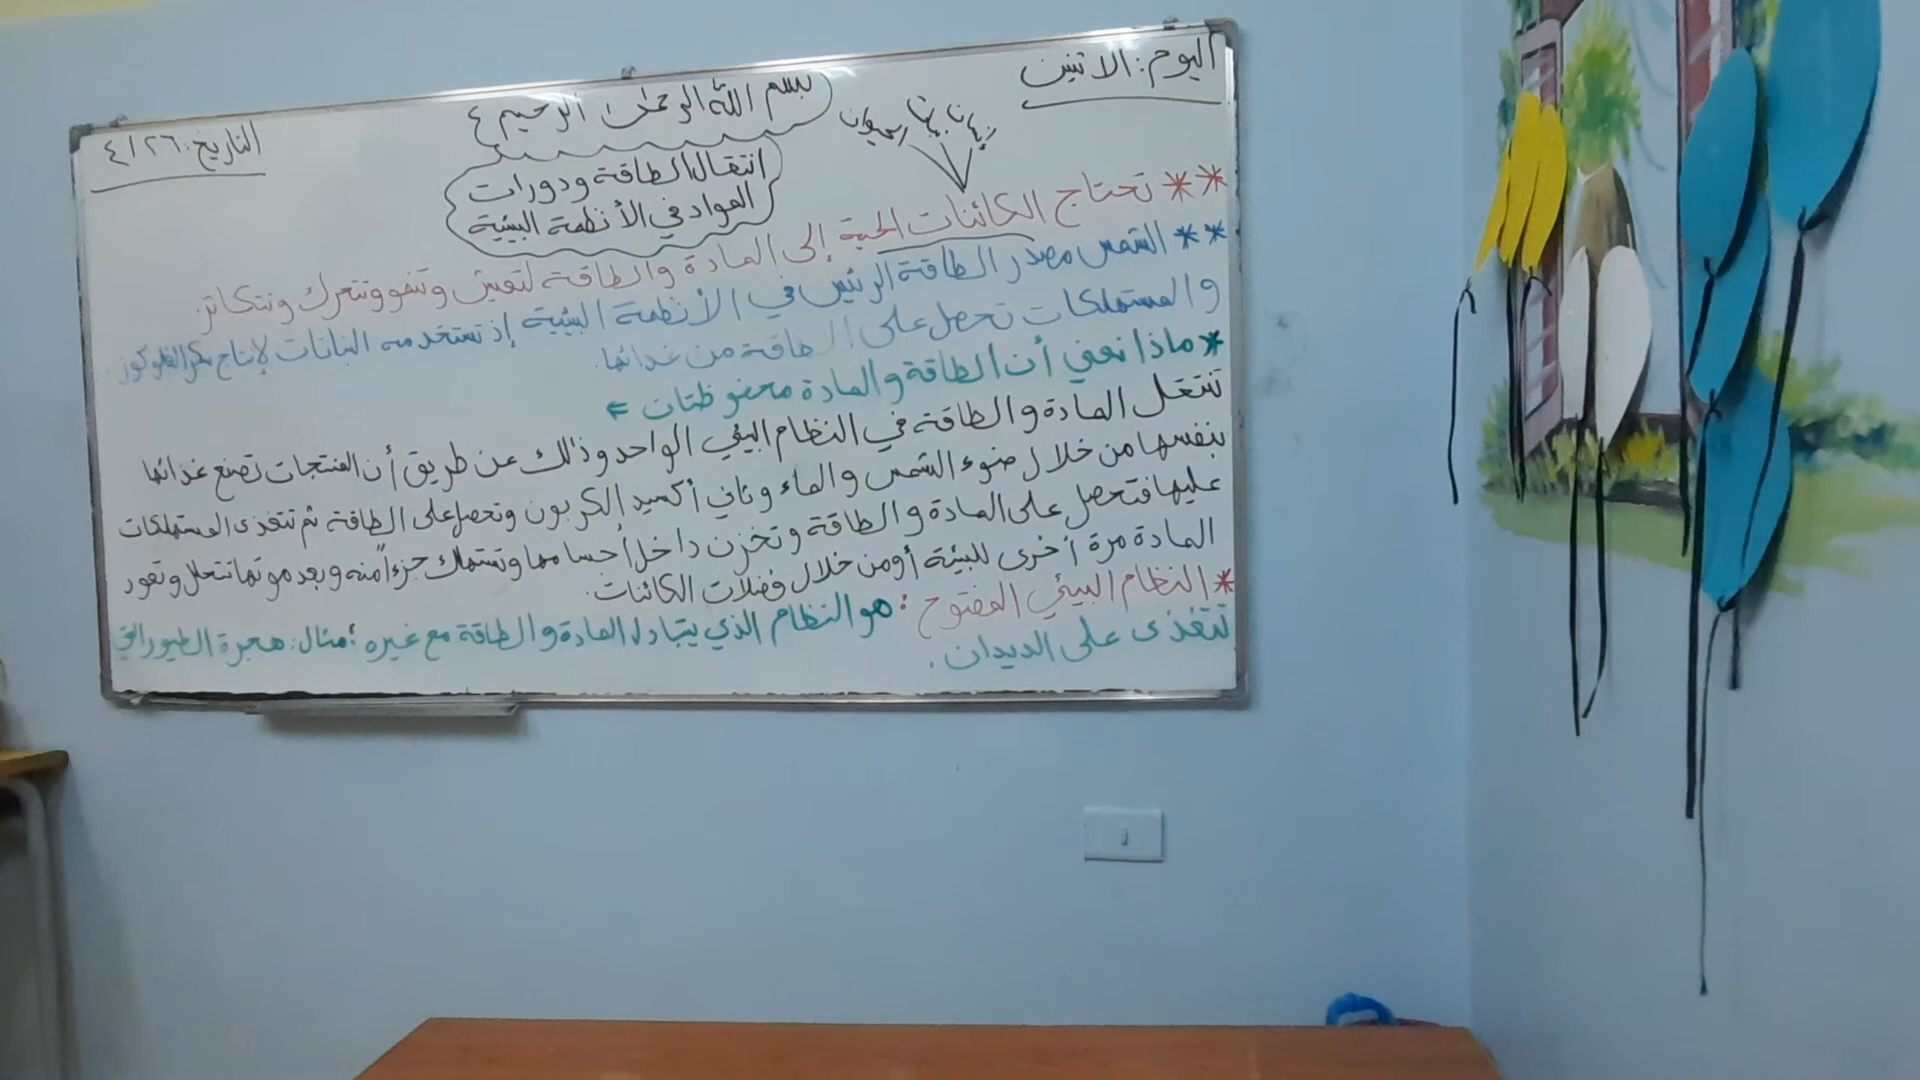 اليوم: الاثنين
بسم الله الرحمن الرحيم
التاريخ: ٤/٢٦
إنسان نبات الحيوان
انتقال الطاقة ودورات
المواد في الأنظمة البيئية
** تحتاج الكائنات الحية إلى المادة والطاقة لتعيش وتنمو وتتحرك وتتكاثر.
** الشمس مصدر الطاقة الرئيس في الأنظمة البيئية إذ تستخدمه النباتات لإنتاج سكر الغلوكوز
والمستهلكات تحصل على الطاقة من غذائها.
* ماذا نعني أن الطاقة والمادة محفوظتان ⇐
تنتقل المادة والطاقة في النظام البيئي الواحد وذلك عن طريق أن المنتجات تصنع غذائها
بنفسها من خلال ضوء الشمس والماء وثاني أكسيد الكربون وتحصل على الطاقة ثم تتغذى المستهلكات
عليها فتحصل على المادة والطاقة وتخزن داخل أجسامها وتستهلك جزءاً منه وبعد موتها تتحلل وتعود
المادة مرة أخرى للبيئة أو من خلال فضلات الكائنات.
* النظام البيئي المفتوح: هو النظام الذي يتبادل المادة والطاقة مع غيره؛ مثال: هجرة الطيور التي
تتغذى على الديدان.